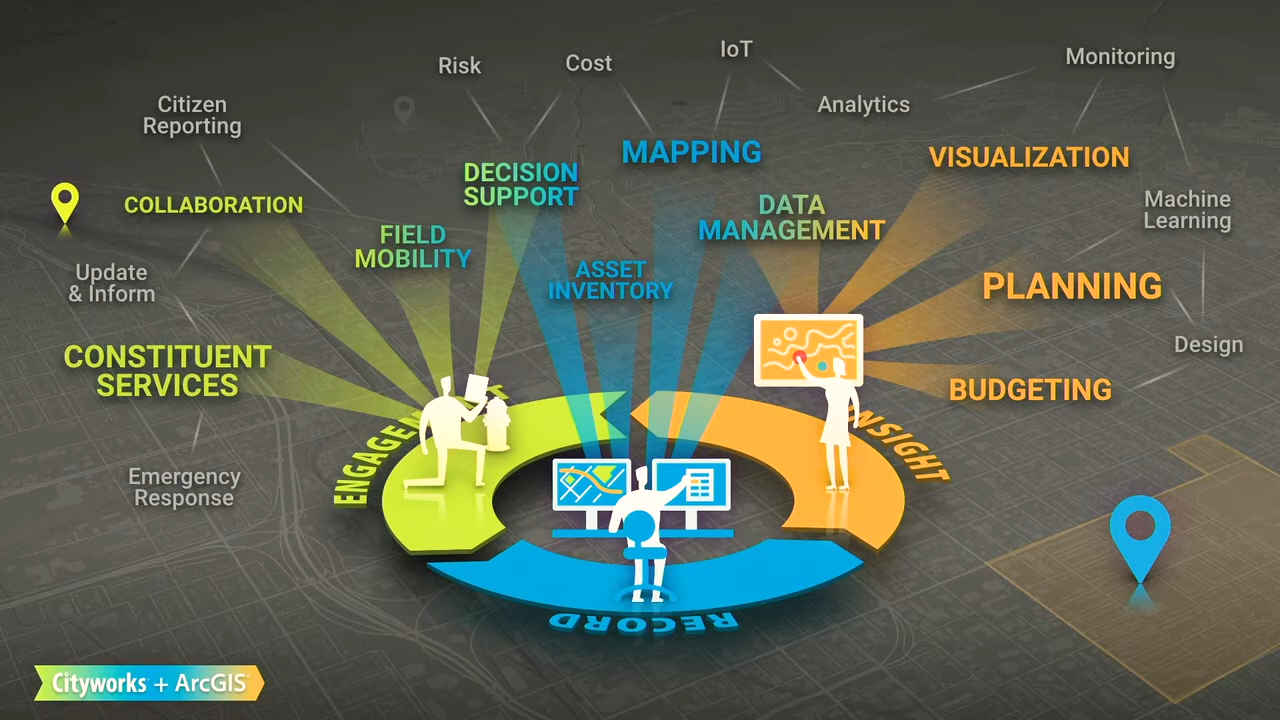 Risk
Cost
IoT
Monitoring
Citizen
Reporting
Analytics
DECISION
SUPPORT
MAPPING
VISUALIZATION
COLLABORATION
FIELD
MOBILITY
DATA
MANAGEMENT
Machine
Learning
Update
& Inform
ASSET
INVENTORY
PLANNING
CONSTITUENT
SERVICES
Design
BUDGETING
INSIGHT
Emergency
Response
RECORD
Cityworks + ArcGIS